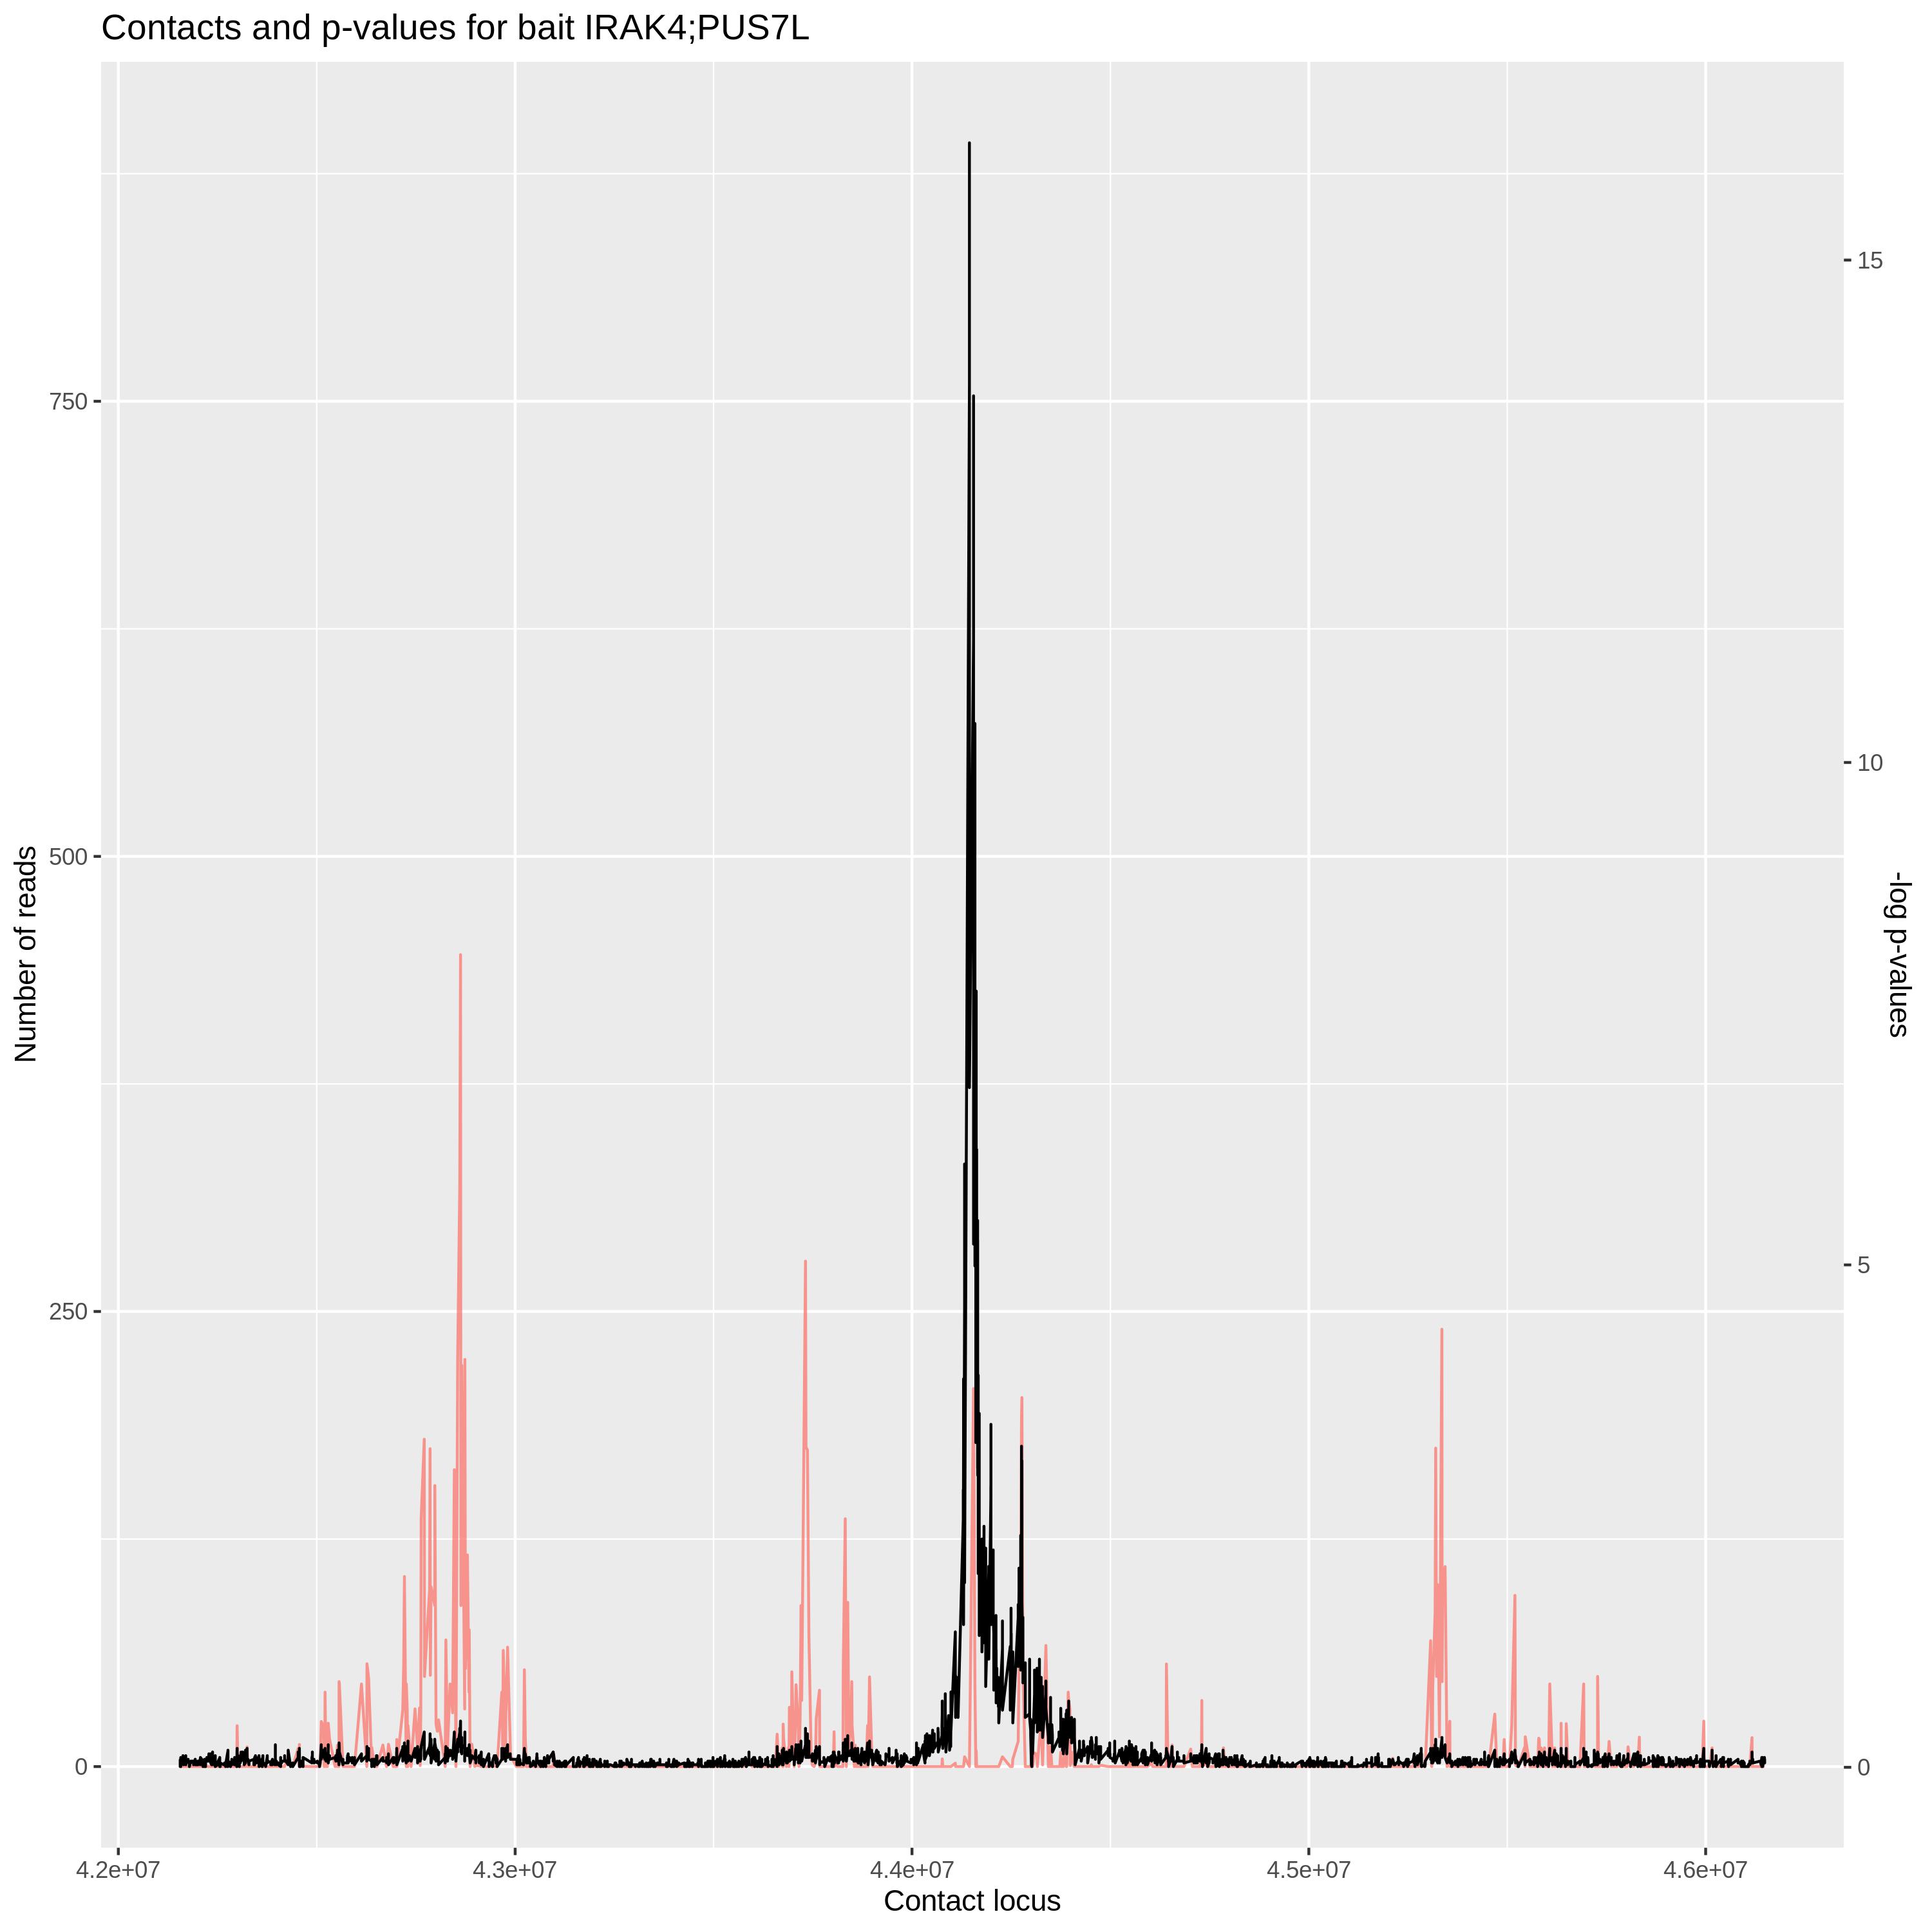 Contacts and p-values for bait IRAK4;PUS7L
Number of reads
750
500
250
0
15
10
5
0
-log p-values
4.2e+07
4.3e+07
4.4e+07
4.5e+07
4.6e+07
Contact locus